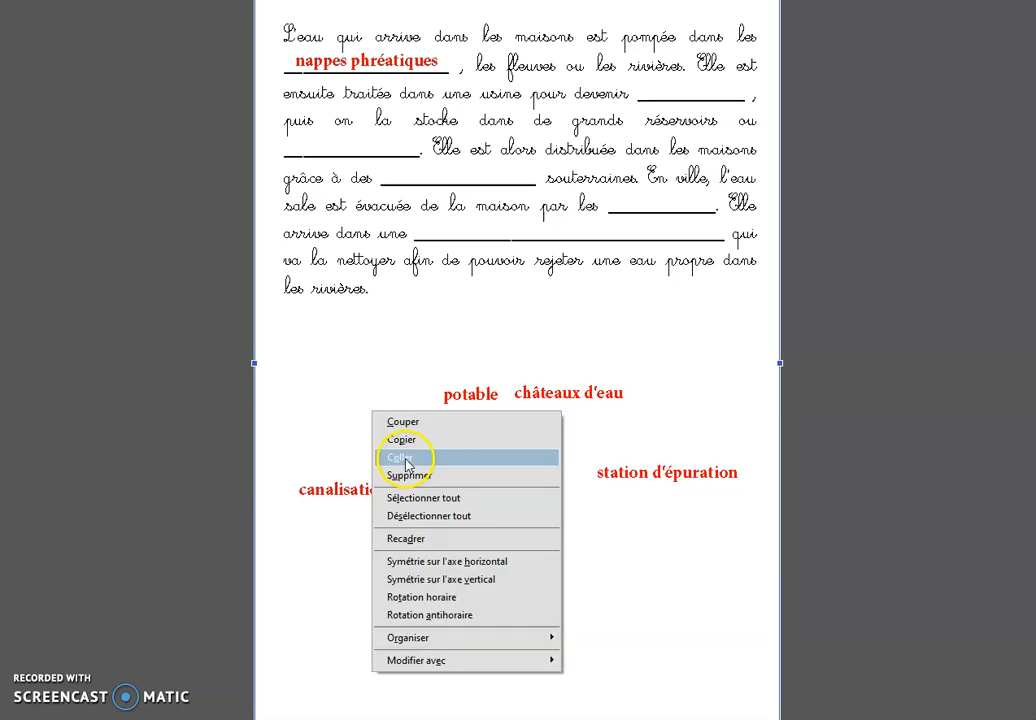 L'eau qui arrive dans les maisons est pompée dans les
nappes phréatiques , les fleuves ou les rivières. Elle est
ensuite traitée dans une usine pour devenir ,
puis on la stocke dans de grands réservoirs ou
. Elle est alors distribuée dans les maisons
grâce à des souterraines. En ville, l'eau
sale est évacuée de la maison par les . Elle
arrive dans une qui
va la nettoyer afin de pouvoir rejeter une eau propre dans
les rivières.
potable châteaux d'eau
Couper
Copier
Coller
Supprimer
station d'épuration
canalisati
Sélectionner tout
Désélectionner tout
Recadrer
Symétrie sur l'axe horizontal
Symétrie sur l'axe vertical
Rotation horaire
Rotation antihoraire
Organiser
Modifier avec
RECORDED WITH
SCREENCAST MATIC